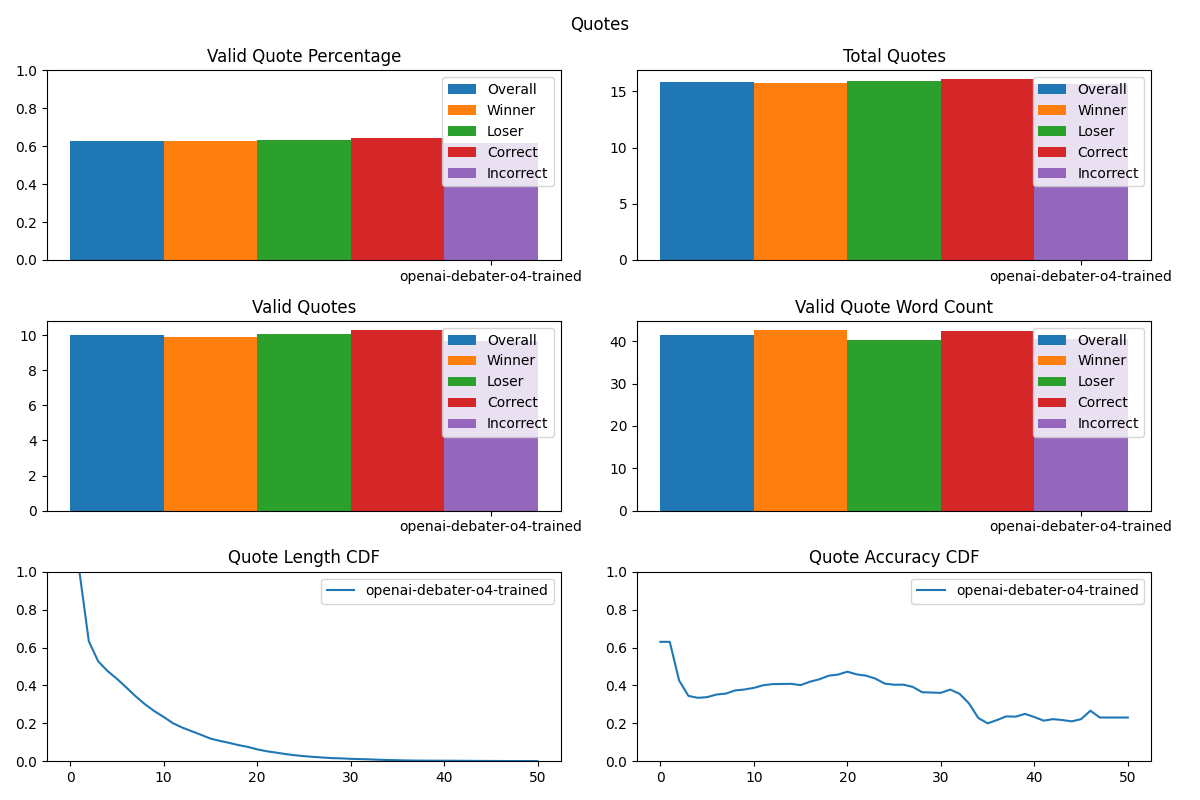 Quotes
Valid Quote Percentage
1.0
0.8
0.6
0.4
0.2
0.0
Overall
Winner
Loser
Correct
Incorrect
openai-debater-o4-trained
Total Quotes
15
10
5
0
Overall
Winner
Loser
Correct
Incorrect
openai-debater-o4-trained
Valid Quotes
10
8
6
4
2
0
Overall
Winner
Loser
Correct
Incorrect
openai-debater-o4-trained
Valid Quote Word Count
40
30
20
10
0
Overall
Winner
Loser
Correct
Incorrect
openai-debater-o4-trained
Quote Length CDF
1.0
0.8
0.6
0.4
0.2
0.0
openai-debater-o4-trained
0 10 20 30 40 50
Quote Accuracy CDF
1.0
0.8
0.6
0.4
0.2
0.0
openai-debater-o4-trained
0 10 20 30 40 50